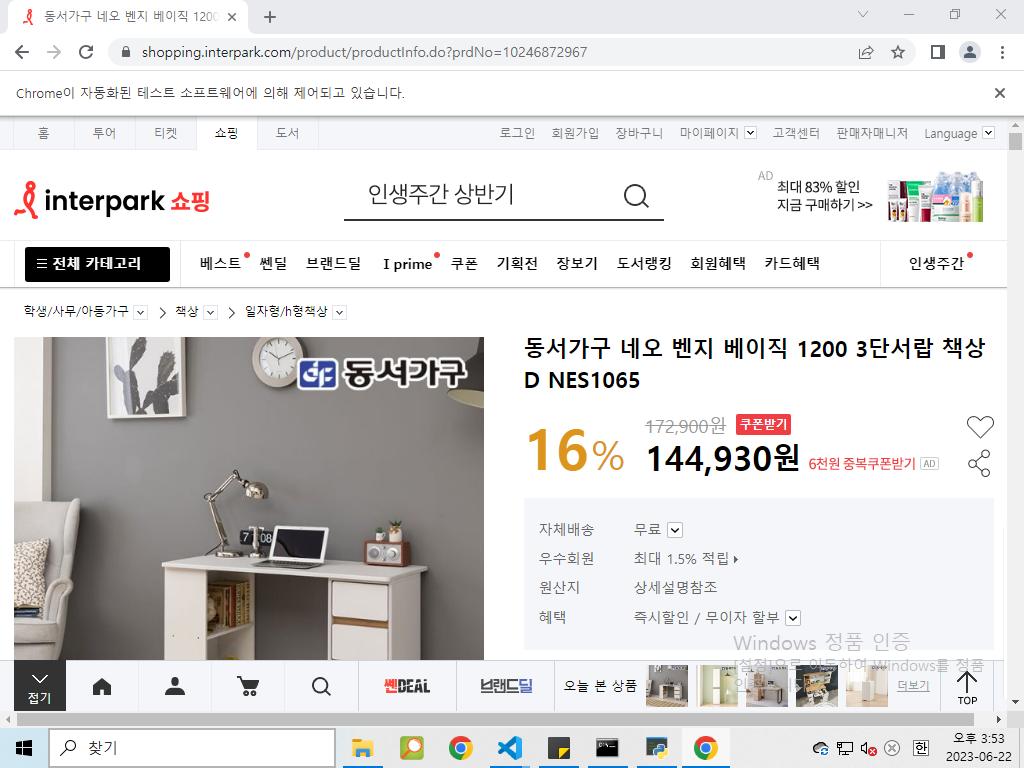 동서가구 네오 벤지 베이직 1200
shopping.interpark.com/product/productInfo.do?prdNo=10246872967
Chrome이 자동화된 테스트 소프트웨어에 의해 제어되고 있습니다.
홈 투어 티켓 쇼핑 도서 로그인 회원가입 장바구니 마이페이지 고객센터 판매자매니저 Language
interpark 쇼핑
인생주간 상반기
AD
최대 83% 할인
지금 구매하기 >>
전체 카테고리 베스트 쎈딜 브랜드딜 I prime 쿠폰 기획전 장보기 도서랭킹 회원혜택 카드혜택 인생주간
학생/사무/아동가구 책상 일자형/h형책상
동서가구
동서가구 네오 벤지 베이직 1200 3단서랍 책상
D NES1065
172,900원 쿠폰받기
16% 144,930원 6천원 중복쿠폰받기 AD
자체배송 무료
우수회원 최대 1.5% 적립
원산지 상세설명참조
혜택 즉시할인 / 무이자 할부
Windows 정품 인증
[설정]으로 이동하여 Windows를 정품
접기
쎈DEAL 브랜드딜 오늘 본 상품 더보기 TOP
찾기
한
오후 3:53
2023-06-22